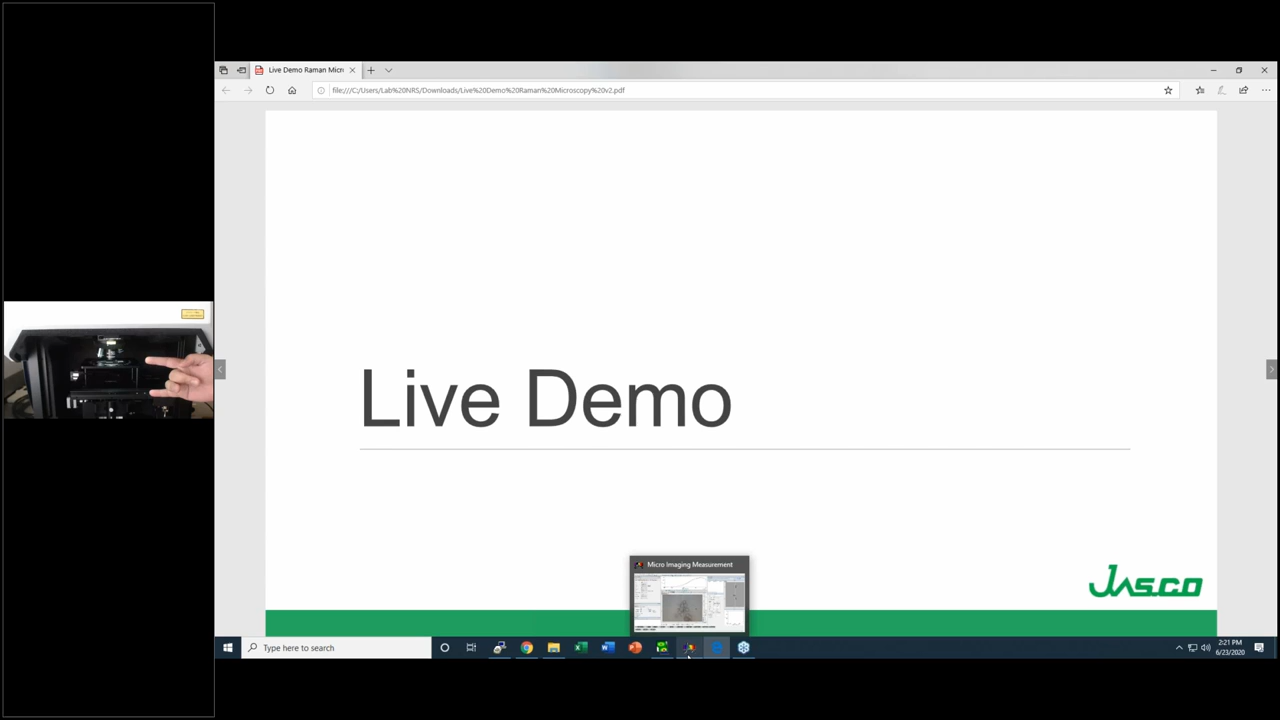 Live Demo Raman Micr
file:///C:/Users/Lab%20NRS/Downloads/Live%20Demo%20Raman%20Microscopy%20v2.pdf
Live Demo
Micro Imaging Measurement
JASCO
Type here to search
2:21 PM
6/23/2020